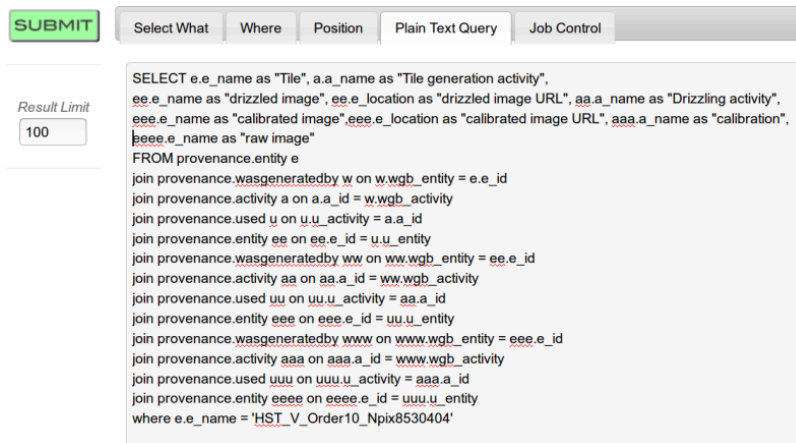 SUBMIT
Select What
Where
Position
Plain Text Query
Job Control
Result Limit
100
SELECT e.e_name as "Tile", a.a_name as "Tile generation activity",
ee.e_name as "drizzled image", ee.e_location as "drizzled image URL", aa.a_name as "Drizzling activity",
eee.e_name as "calibrated image",eee.e_location as "calibrated image URL", aaa.a_name as "calibration",
eeee.e_name as "raw image"
FROM provenance.entity e
join provenance.wasgeneratedby w on w.wgb_entity = e.e_id
join provenance.activity a on a.a_id = w.wgb_activity
join provenance.used u on u.u_activity = a.a_id
join provenance.entity ee on ee.e_id = u.u_entity
join provenance.wasgeneratedby ww on ww.wgb_entity = ee.e_id
join provenance.activity aa on aa.a_id = ww.wgb_activity
join provenance.used uu on uu.u_activity = aa.a_id
join provenance.entity eee on eee.e_id = uu.u_entity
join provenance.wasgeneratedby www on www.wgb_entity = eee.e_id
join provenance.activity aaa on aaa.a_id = www.wgb_activity
join provenance.used uuu on uuu.u_activity = aaa.a_id
join provenance.entity eeee on eeee.e_id = uuu.u_entity
where e.e_name = 'HST_V_Order10_Npix8530404'